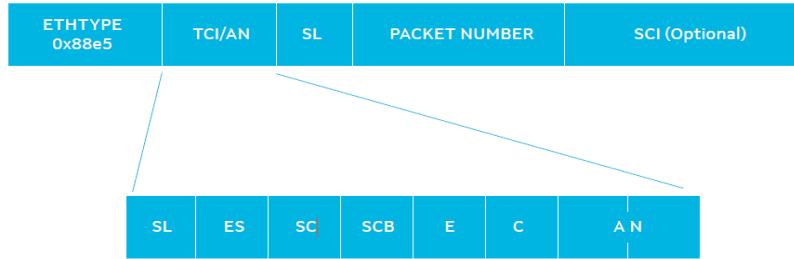 ETHTYPE
0x88e5
TCI/AN
SL
PACKET NUMBER
SCI (Optional)
SL
ES
SC
SCB
E
C
A N